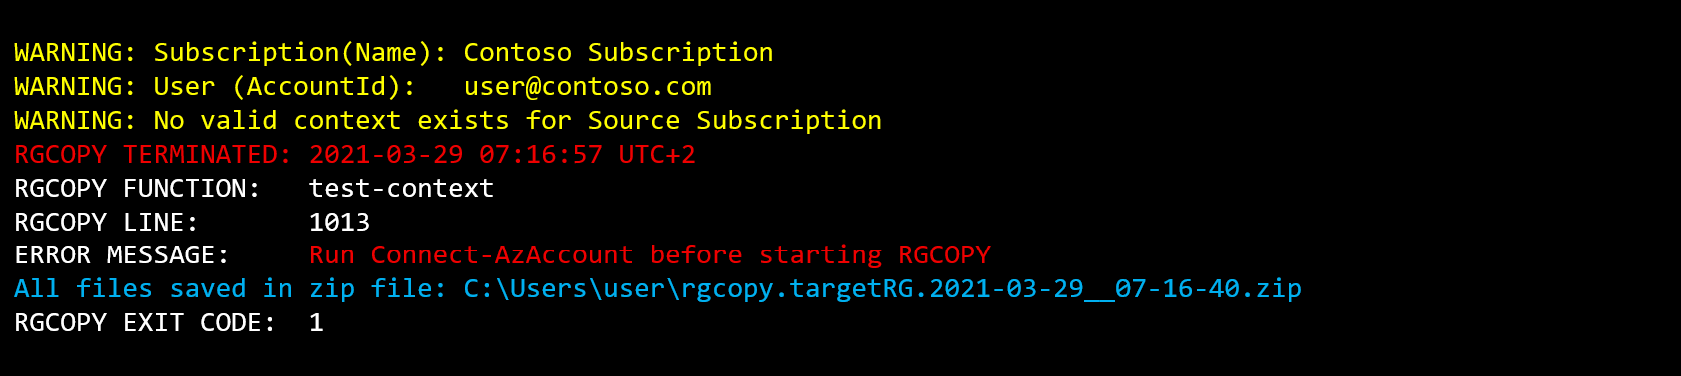 WARNING: Subscription(Name): Contoso Subscription
WARNING: User (AccountId):   user@contoso.com
WARNING: No valid context exists for Source Subscription
RGCOPY TERMINATED: 2021-03-29 07:16:57 UTC+2
RGCOPY FUNCTION:   test-context
RGCOPY LINE:       1013
ERROR MESSAGE:     Run Connect-AzAccount before starting RGCOPY
All files saved in zip file: C:\Users\user\rgcopy.targetRG.2021-03-29__07-16-40.zip
RGCOPY EXIT CODE:  1